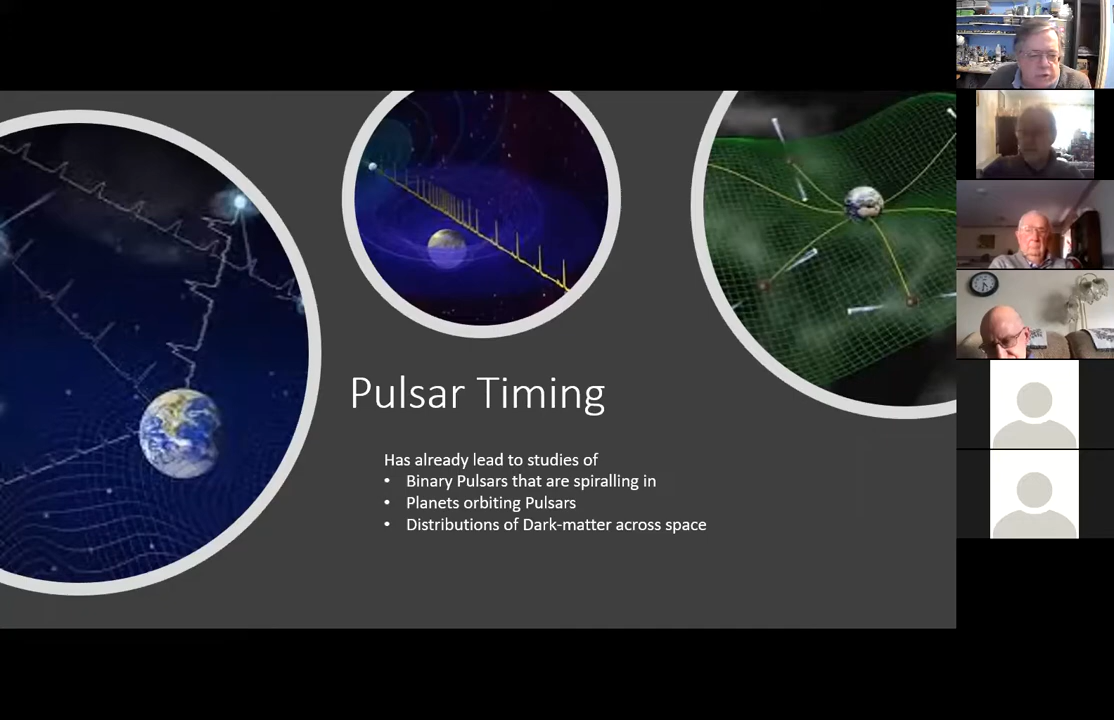 Pulsar Timing
Has already lead to studies of
• Binary Pulsars that are spiralling in
• Planets orbiting Pulsars
• Distributions of Dark-matter across space